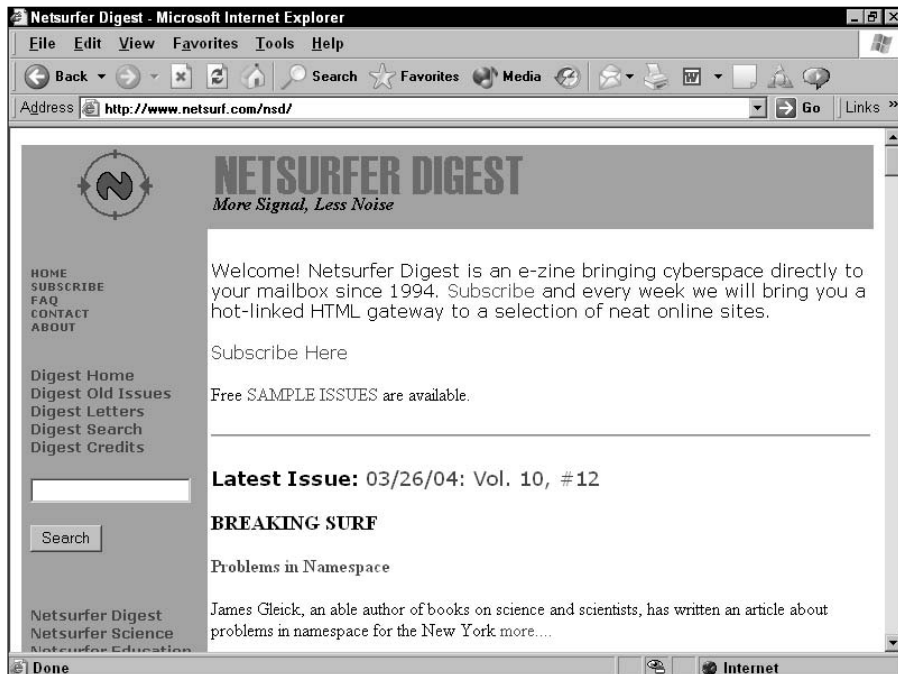 Netsurfer Digest - Microsoft Internet Explorer
File Edit View Favorites Tools Help
Back Search Favorites Media
Address http://www.netsurf.com/nsd/ Go Links »
NETSURFER DIGEST
More Signal, Less Noise
HOME
SUBSCRIBE
FAQ
CONTACT
ABOUT
Digest Home
Digest Old Issues
Digest Letters
Digest Search
Digest Credits
Search
Netsurfer Digest
Netsurfer Science
Netsurfer Education
Welcome! Netsurfer Digest is an e-zine bringing cyberspace directly to
your mailbox since 1994. Subscribe and every week we will bring you a
hot-linked HTML gateway to a selection of neat online sites.
Subscribe Here
Free SAMPLE ISSUES are available.
Latest Issue: 03/26/04: Vol. 10, #12
BREAKING SURF
Problems in Namespace
James Gleick, an able author of books on science and scientists, has written an article about
problems in namespace for the New York more....
Done Internet